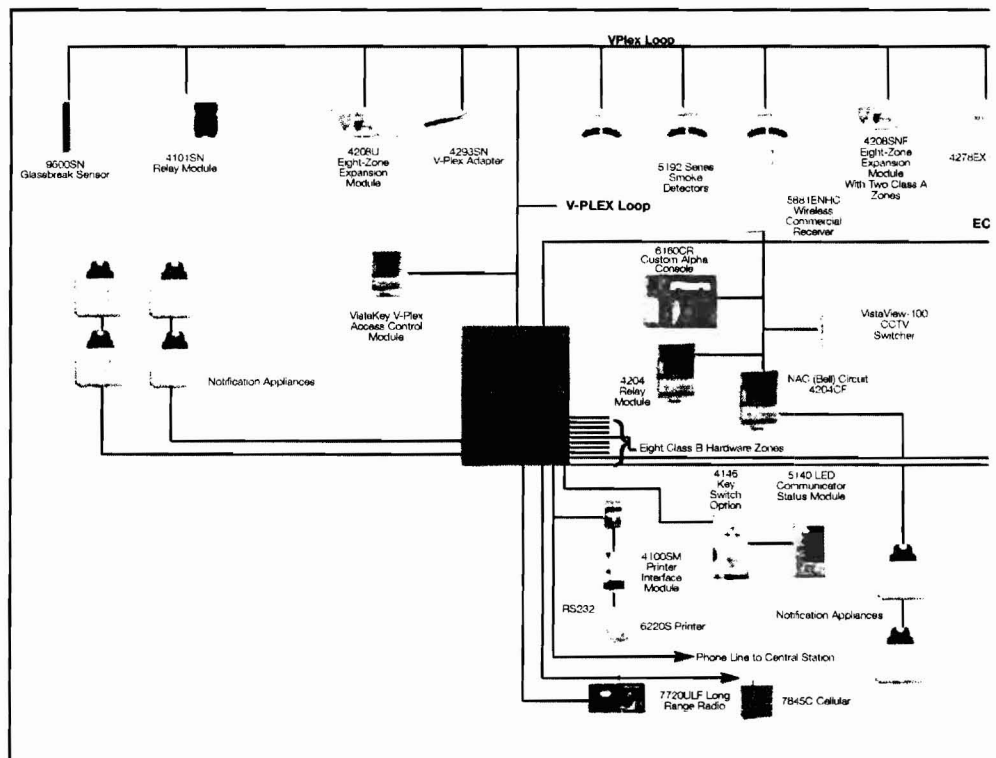 VPlex Loop
9500SN
Glassbreak Sensor
4101SN
Relay Module
4208U
Eight-Zone
Expansion
Module
4293SN
V-Plex Adapter
5192 Series
Smoke
Detectors
4208SNF
Eight-Zone
Expansion
Module
With Two Class A
Zones
4278EX
V-PLEX Loop
5881ENHC
Wireless
Commercial
Receiver
EC
6160CR
Custom Alpha
Console
VistaKey V-Plex
Access Control
Module
VistaView-100
CCTV
Switcher
Notification Appliances
4204
Relay
Module
NAC (Bell) Circuit
4204CF
Eight Class B Hardware Zones
4146
Key
Switch
Option
5140 LED
Communicator
Status Module
4100SM
Printer
Interface
Module
RS232
6220S Printer
Notification Appliances
Phone Line to Central Station
7720ULF Long
Range Radio
7845C Cellular